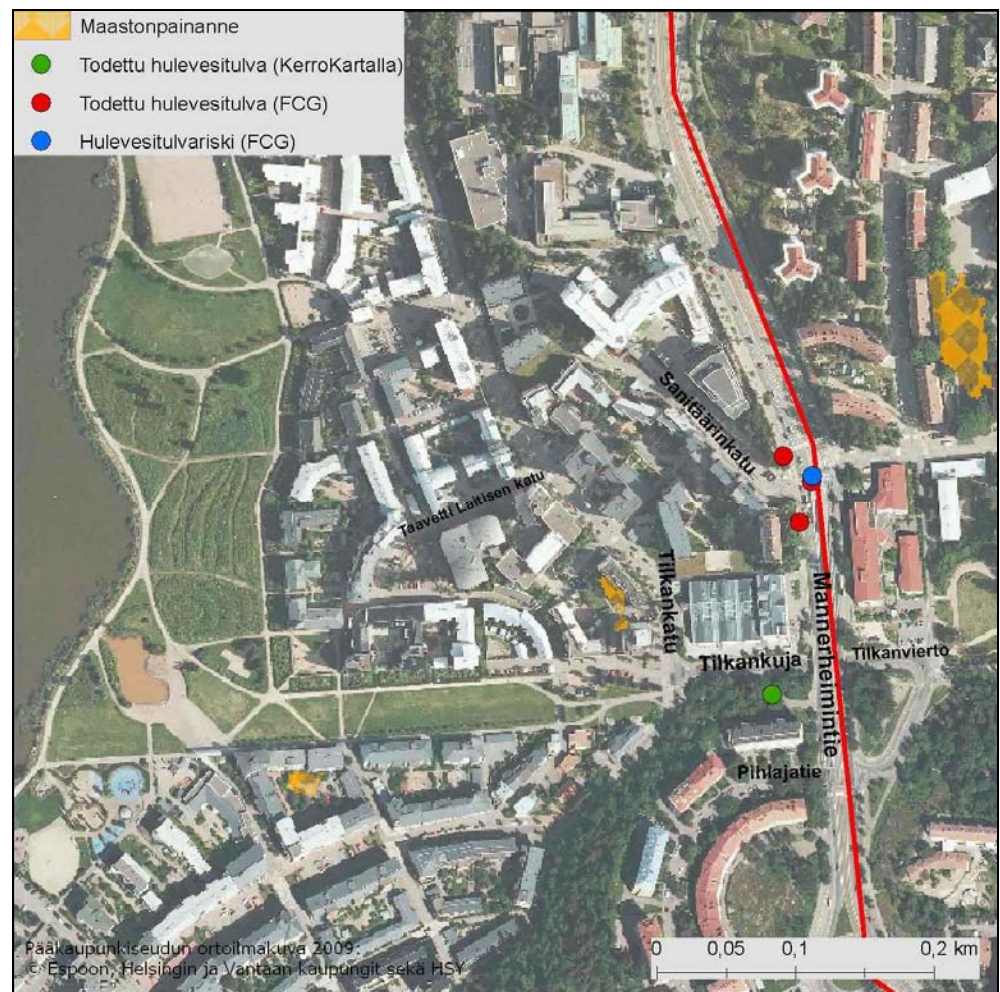 Maastonpainanne
Todettu hulevesitulva (KerroKartalla)
Todettu hulevesitulva (FCG)
Hulevesitulvariski (FCG)
Sanitäärinkatu
Taavetti Laitisen katu
Tilkankatu
Mannerheimintie
Tilkankuja
Tilkanvierto
Pihlajatie
Pääkaupunkiseudun ortoilmakuva 2009:
© Espoon, Helsingin ja Vantaan kaupungit sekä HSY
0 0,05 0,1 0,2 km